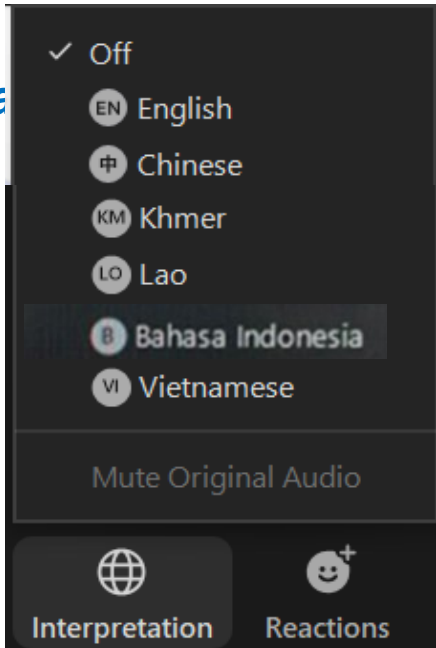 Off
EN English
中 Chinese
KM Khmer
LO Lao
B Bahasa Indonesia
VI Vietnamese
Mute Original Audio
Interpretation Reactions